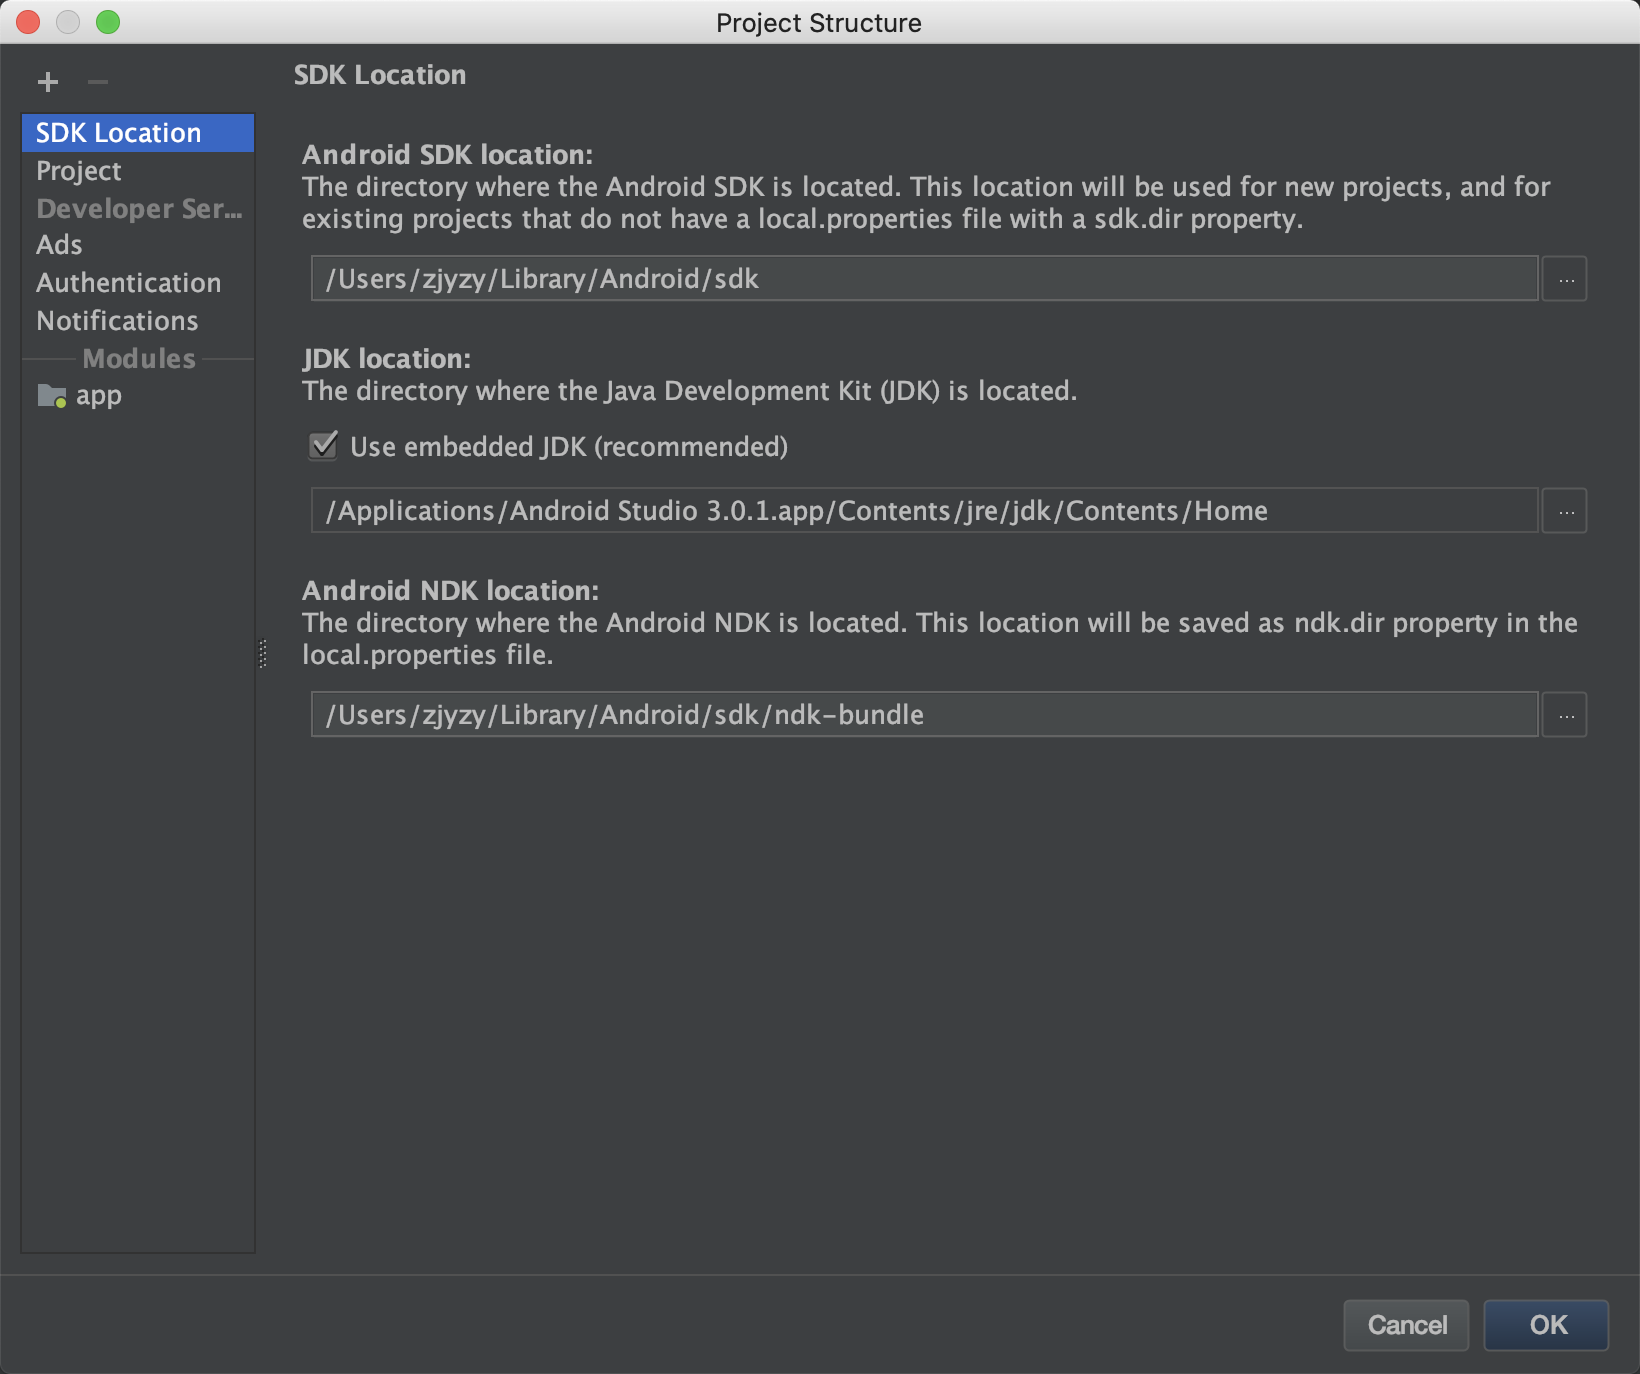 Project Structure
SDK Location
Project
Developer Ser...
Ads
Authentication
Notifications
Modules
app
SDK Location
Android SDK location:
The directory where the Android SDK is located. This location will be used for new projects, and for
existing projects that do not have a local.properties file with a sdk.dir property.
/Users/zjyzy/Library/Android/sdk
...
JDK location:
The directory where the Java Development Kit (JDK) is located.
Use embedded JDK (recommended)
/Applications/Android Studio 3.0.1.app/Contents/jre/jdk/Contents/Home
...
Android NDK location:
The directory where the Android NDK is located. This location will be saved as ndk.dir property in the
local.properties file.
/Users/zjyzy/Library/Android/sdk/ndk-bundle
...
Cancel
OK